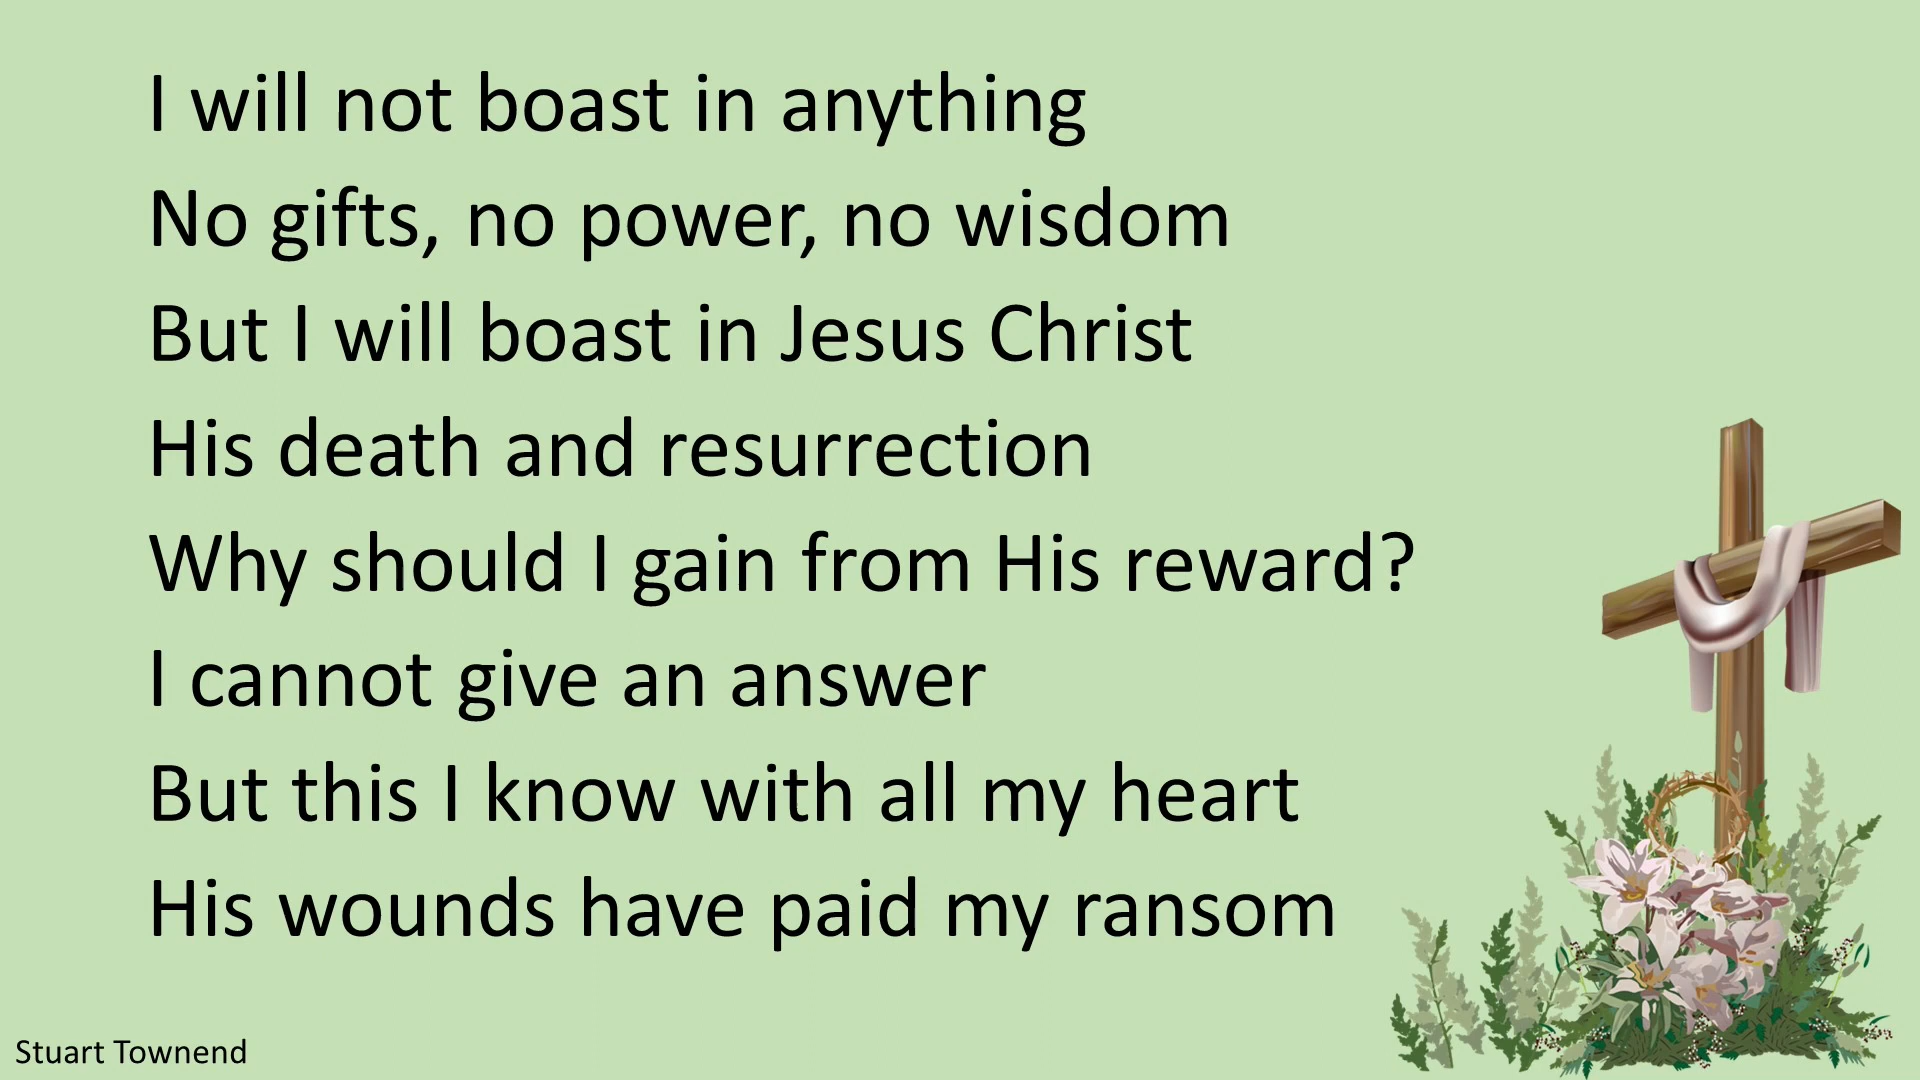 I will not boast in anything
No gifts, no power, no wisdom
But I will boast in Jesus Christ
His death and resurrection
Why should I gain from His reward?
I cannot give an answer
But this I know with all my heart
His wounds have paid my ransom
Stuart Townend